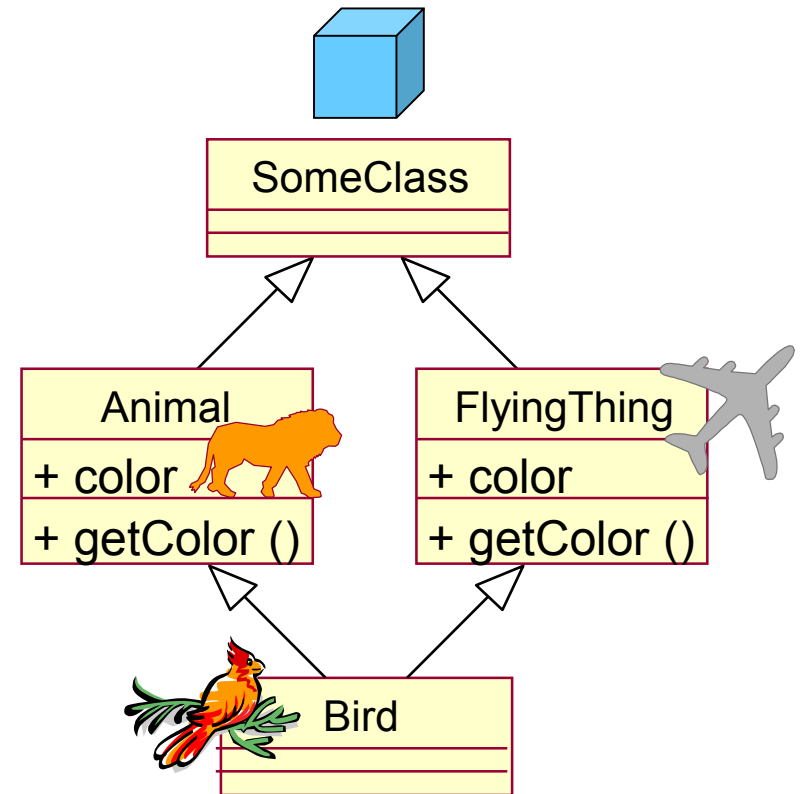 SomeClass
Animal
+ color
+ getColor ()
FlyingThing
+ color
+ getColor ()
Bird